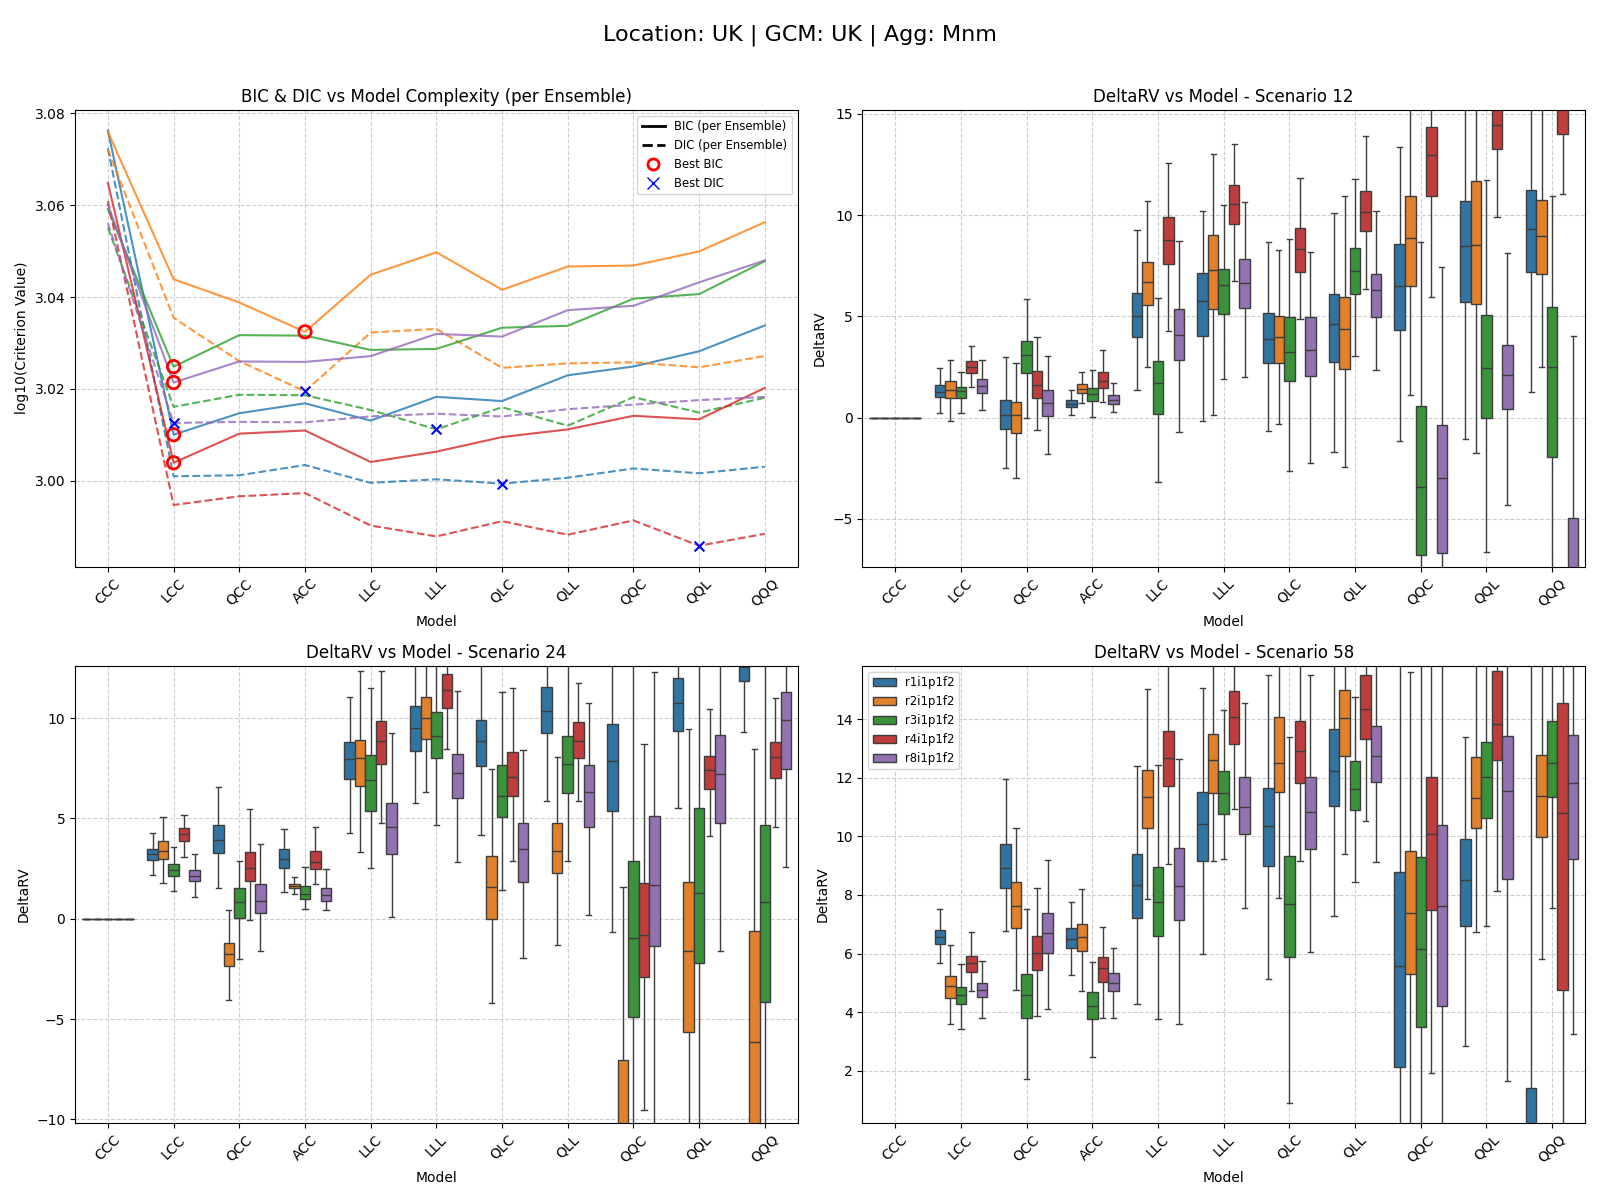 Location: UK | GCM: UK | Agg: Mnm
BIC & DIC vs Model Complexity (per Ensemble)
log10(Criterion Value)
3.08
3.06
3.04
3.02
3.00
BIC (per Ensemble)
DIC (per Ensemble)
Best BIC
Best DIC
CCC LCC QCC ACC LLC LLL QLC QLL QQC QQL QQQ
Model
DeltaRV vs Model - Scenario 12
DeltaRV
15
10
5
0
−5
CCC LCC QCC ACC LLC LLL QLC QLL QQC QQL QQQ
Model
DeltaRV vs Model - Scenario 24
DeltaRV
10
5
0
−5
−10
CCC LCC QCC ACC LLC LLL QLC QLL QQC QQL QQQ
Model
DeltaRV vs Model - Scenario 58
DeltaRV
14
12
10
8
6
4
2
r1i1p1f2
r2i1p1f2
r3i1p1f2
r4i1p1f2
r8i1p1f2
CCC LCC QCC ACC LLC LLL QLC QLL QQC QQL QQQ
Model